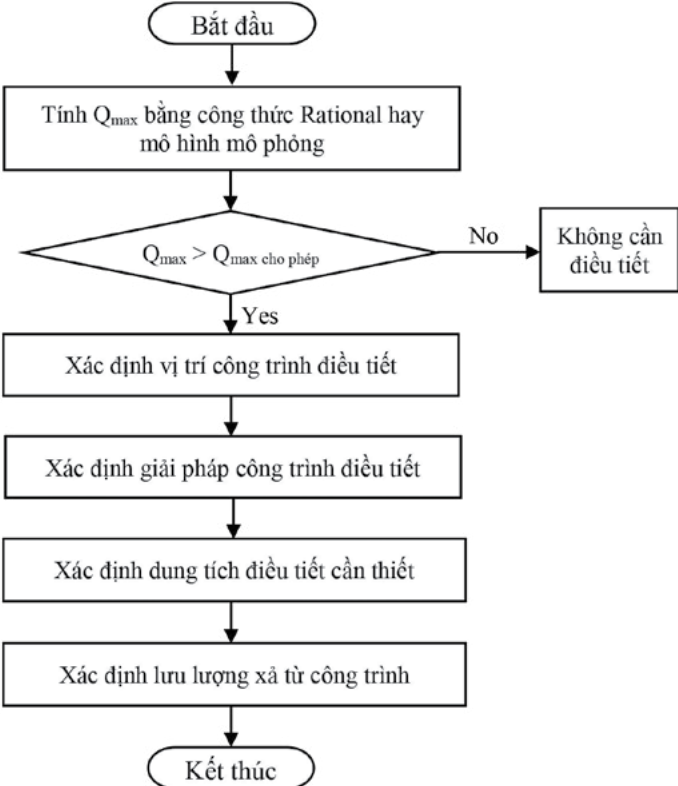 Bắt đầu
Tính Qmax bằng công thức Rational hay
mô hình mô phỏng
Qmax > Qmax cho phép
No
Không cần
điều tiết
Yes
Xác định vị trí công trình điều tiết
Xác định giải pháp công trình điều tiết
Xác định dung tích điều tiết cần thiết
Xác định lưu lượng xả từ công trình
Kết thúc